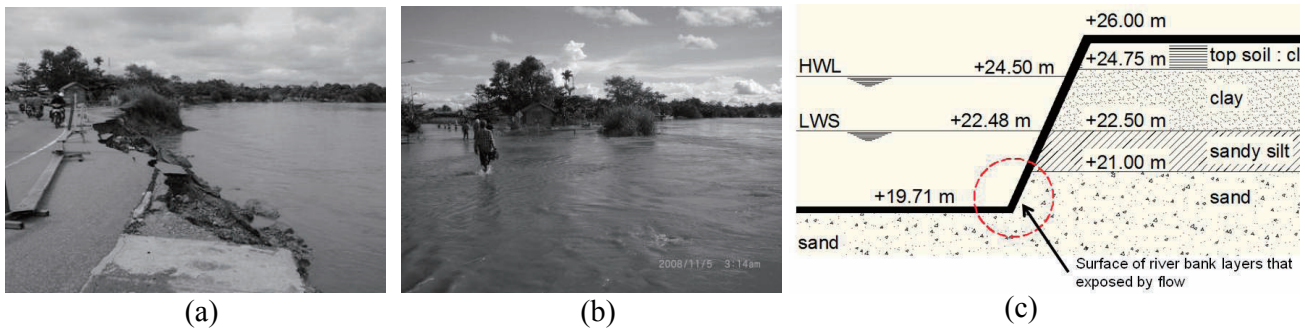 2008/11/5 3:14am
+26.00 m
+24.75 m
top soil : cl
HWL
+24.50 m
clay
LWS
+22.48 m
+22.50 m
sandy silt
+21.00 m
+19.71 m
sand
sand
Surface of river bank layers that
exposed by flow
(a)
(b)
(c)